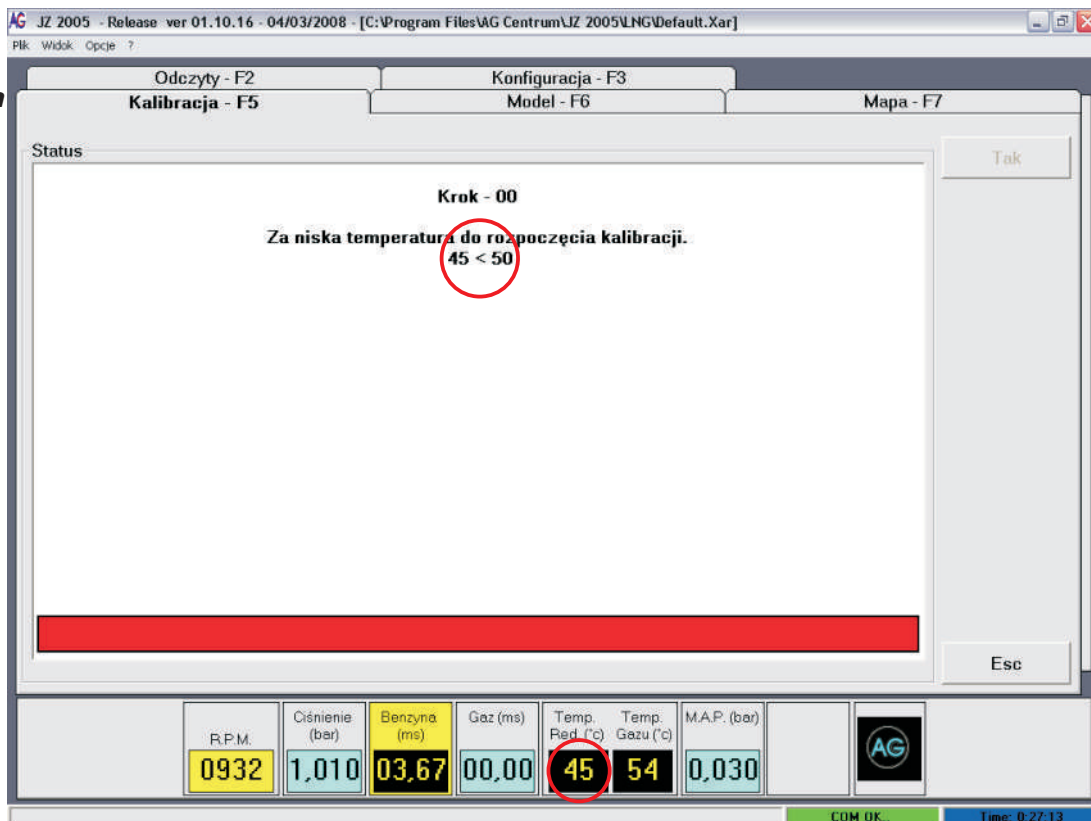 AG JZ 2005 - Release ver 01.10.16 - 04/03/2008 - [C:\Program Files\AG Centrum\JZ 2005\LNG\Default.Xar]
Plik Widok Opcje ?
Odczyty - F2 Konfiguracja - F3
Kalibracja - F5 Model - F6 Mapa - F7
Status
Tak
Krok - 00
Za niska temperatura do rozpoczęcia kalibracji.
45 < 50
Esc
R.P.M.
0932
Ciśnienie
(bar)
1,010
Benzyna
(ms)
03,67
Gaz (ms)
00,00
Temp.
Red. (°c)
45
Temp.
Gazu (°c)
54
M.A.P. (bar)
0,030
AG
COM OK.. Time: 0:27:13